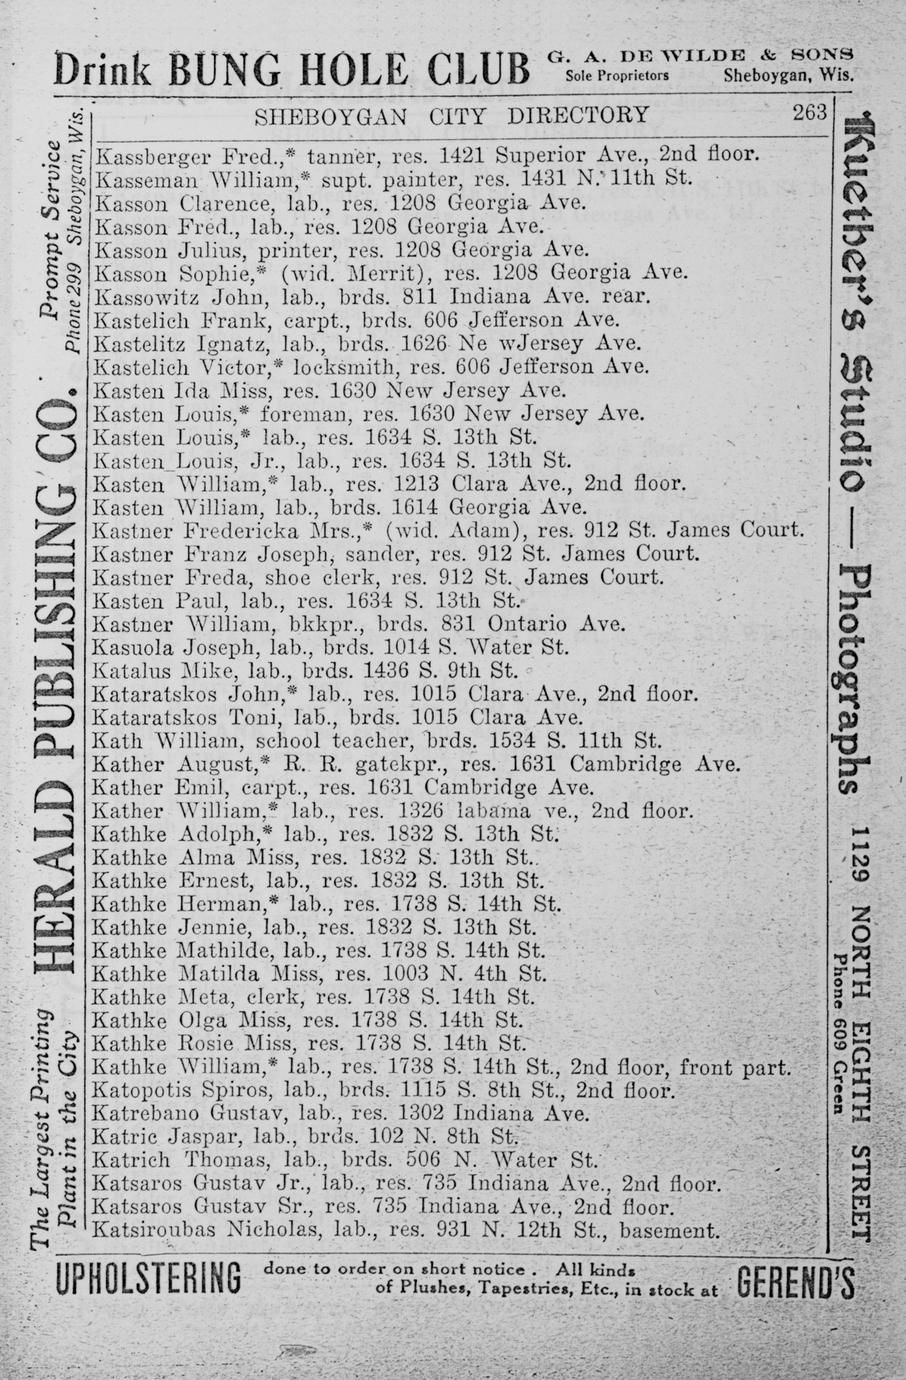 Drink BUNG HOLE CLUB G. A. DE WILDE & SONS
Sole Proprietors Sheboygan, Wis.
SHEBOYGAN CITY DIRECTORY 263
Kassberger Fred.,* tanner, res. 1421 Superior Ave., 2nd floor.
Kasseman William,* supt. painter, res. 1431 N. 11th St.
Kasson Clarence, lab., res. 1208 Georgia Ave.
Kasson Fred., lab., res. 1208 Georgia Ave.
Kasson Julius, printer, res. 1208 Georgia Ave.
Kasson Sophie,* (wid. Merrit), res. 1208 Georgia Ave.
Kassowitz John, lab., brds. 811 Indiana Ave. rear.
Kastelich Frank, carpt., brds. 606 Jefferson Ave.
Kastelitz Ignatz, lab., brds. 1626 Ne wJersey Ave.
Kastelich Victor,* locksmith, res. 606 Jefferson Ave.
Kasten Ida Miss, res. 1630 New Jersey Ave.
Kasten Louis,* foreman, res. 1630 New Jersey Ave.
Kasten Louis,* lab., res. 1634 S. 13th St.
Kasten Louis, Jr., lab., res. 1634 S. 13th St.
Kasten William,* lab., res. 1213 Clara Ave., 2nd floor.
Kasten William, lab., brds. 1614 Georgia Ave.
Kastner Fredericka Mrs.,* (wid. Adam), res. 912 St. James Court.
Kastner Franz Joseph, sander, res. 912 St. James Court.
Kastner Freda, shoe clerk, res. 912 St. James Court.
Kasten Paul, lab., res. 1634 S. 13th St.
Kastner William, bkkpr., brds. 831 Ontario Ave.
Kasuola Joseph, lab., brds. 1014 S. Water St.
Katalus Mike, lab., brds. 1436 S. 9th St.
Kataratskos John,* lab., res. 1015 Clara Ave., 2nd floor.
Kataratskos Toni, lab., brds. 1015 Clara Ave.
Kath William, school teacher, brds. 1534 S. 11th St.
Kather August,* R. R. gatekpr., res. 1631 Cambridge Ave.
Kather Emil, carpt., res. 1631 Cambridge Ave.
Kather William,* lab., res. 1326 labama ve., 2nd floor.
Kathke Adolph,* lab., res. 1832 S. 13th St.
Kathke Alma Miss, res. 1832 S. 13th St.
Kathke Ernest, lab., res. 1832 S. 13th St.
Kathke Herman,* lab., res. 1738 S. 14th St.
Kathke Jennie, lab., res. 1832 S. 13th St.
Kathke Mathilde, lab., res. 1738 S. 14th St.
Kathke Matilda Miss, res. 1003 N. 4th St.
Kathke Meta, clerk, res. 1738 S. 14th St.
Kathke Olga Miss, res. 1738 S. 14th St.
Kathke Rosie Miss, res. 1738 S. 14th St.
Kathke William,* lab., res. 1738 S. 14th St., 2nd floor, front part.
Katopotis Spiros, lab., brds. 1115 S. 8th St., 2nd floor.
Katrebano Gustav, lab., res. 1302 Indiana Ave.
Katric Jaspar, lab., brds. 102 N. 8th St.
Katrich Thomas, lab., brds. 506 N. Water St.
Katsaros Gustav Jr., lab., res. 735 Indiana Ave., 2nd floor.
Katsaros Gustav Sr., res. 735 Indiana Ave., 2nd floor.
Katsiroubas Nicholas, lab., res. 931 N. 12th St., basement.
The Largest Printing
Plant in the City
HERALD PUBLISHING CO.
Prompt Service
Phone 299 Sheboygan, Wis.
Kuether's Studio — Photographs 1129 NORTH EIGHTH STREET
Phone 609 Green
UPHOLSTERING done to order on short notice . All kinds
of Plushes, Tapestries, Etc., in stock at GEREND'S